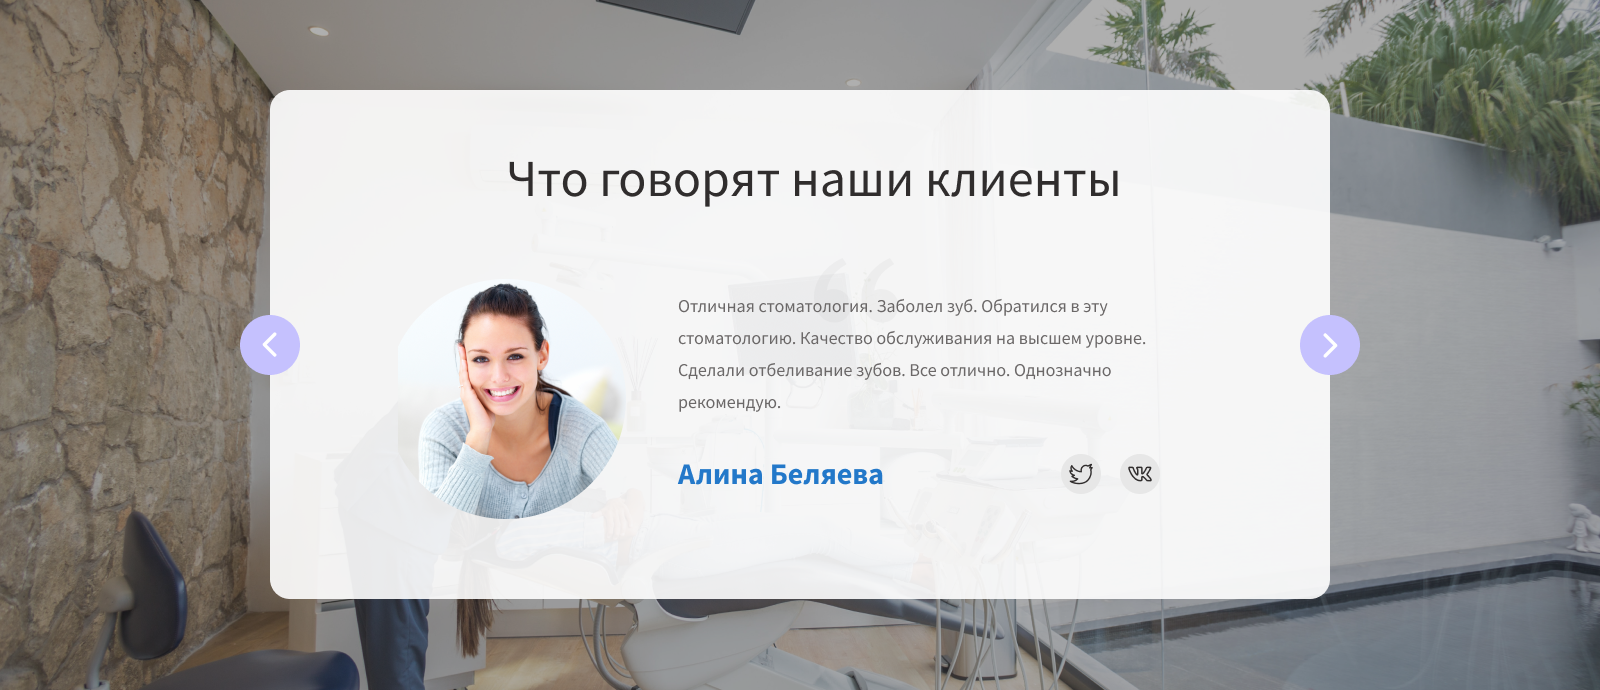 Что говорят наши клиенты
Отличная стоматология. Заболел зуб. Обратился в эту
стоматологию. Качество обслуживания на высшем уровне.
Сделали отбеливание зубов. Все отлично. Однозначно
рекомендую.
Алина Беляева